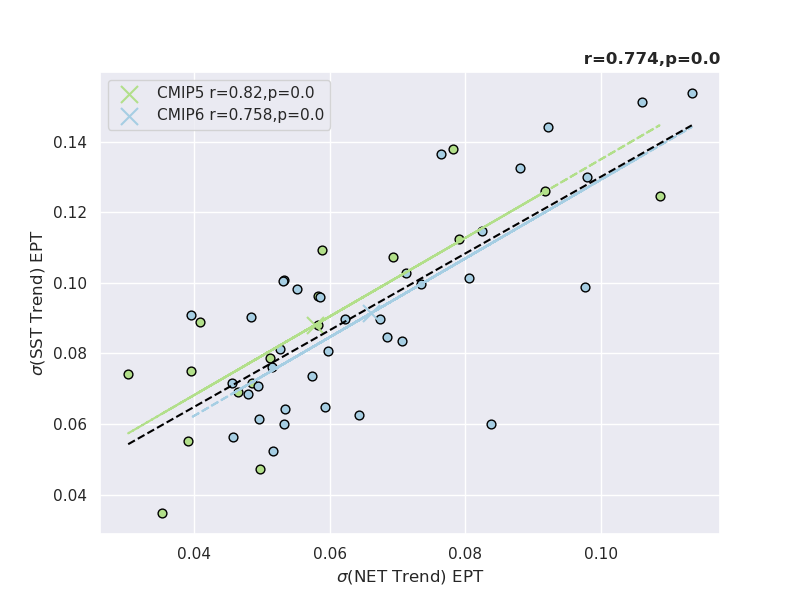 r=0.774,p=0.0
CMIP5 r=0.82,p=0.0
CMIP6 r=0.758,p=0.0
0.14
0.12
0.10
0.08
0.06
0.04
σ(SST Trend) EPT
0.04 0.06 0.08 0.10
σ(NET Trend) EPT